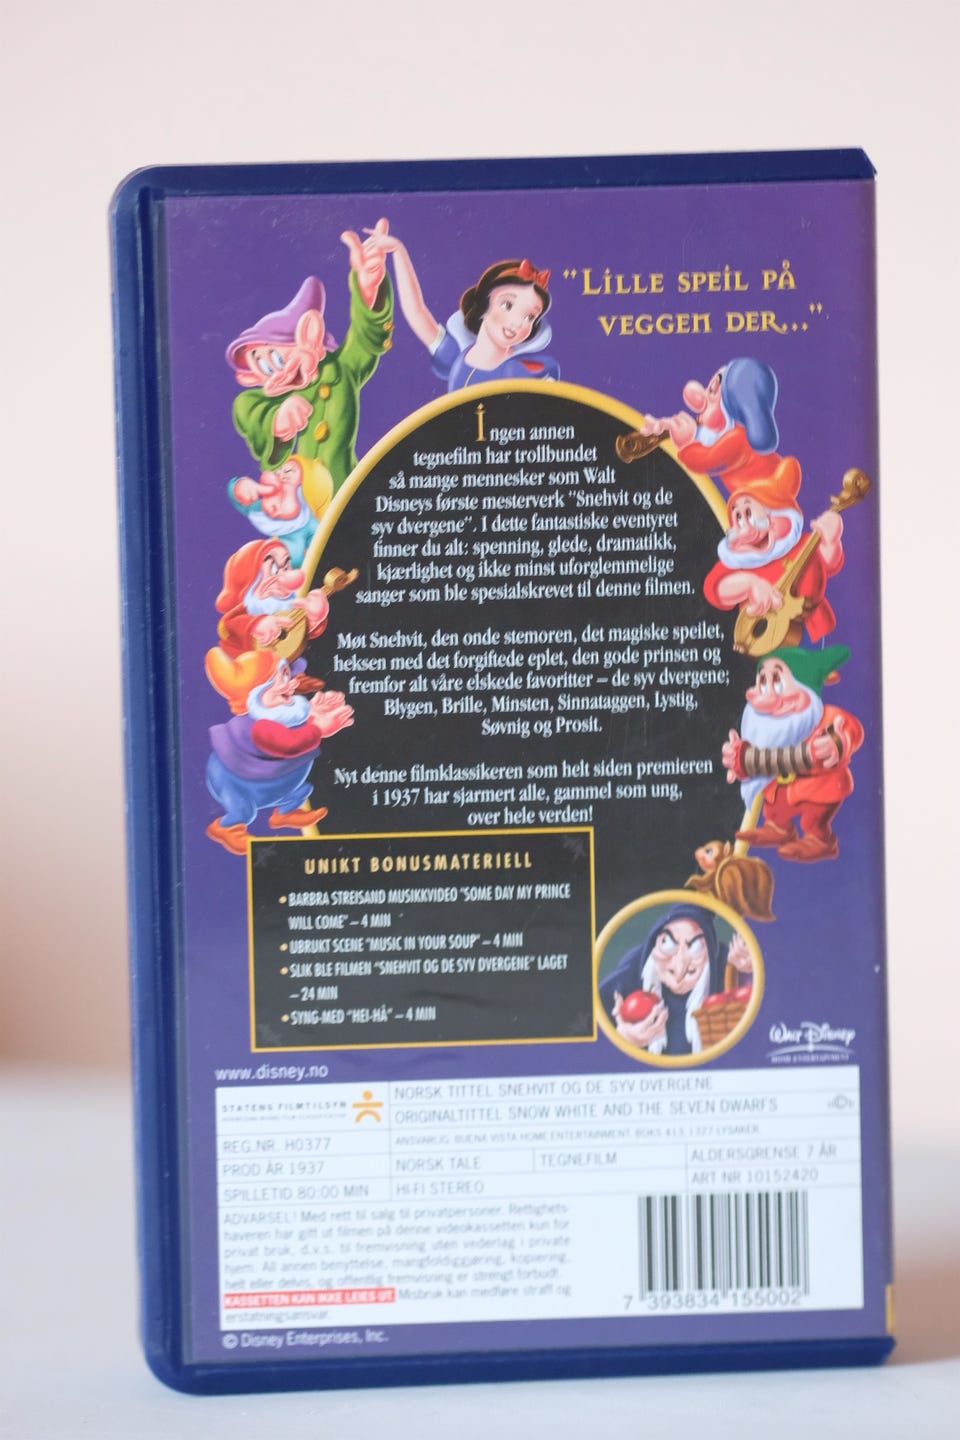 "LILLE SPEIL PÅ
VEGGEN DER..."
Ingen annen
tegnefilm har trollbundet
så mange mennesker som Walt
Disneys første mesterverk "Snehvit og de
syv dvergene". I dette fantastiske eventyret
finner du alt: spenning, glede, dramatikk,
kjærlighet og ikke minst uforglemmelige
sanger som ble spesialskrevet til denne filmen.
Møt Snehvit, den onde stemoren, det magiske speilet,
heksen med det forgiftede eplet, den gode prinsen og
fremfor alt våre elskede favoritter – de syv dvergene;
Blygen, Brille, Minsten, Sinnataggen, Lystig,
Søvnig og Prosit.
Nyt denne filmklassikeren som helt siden premieren
i 1937 har sjarmert alle, gammel som ung,
over hele verden!
UNIKT BONUSMATERIELL
• BARBRA STREISAND MUSIKKVIDEO "SOME DAY MY PRINCE
WILL COME" – 4 MIN
• UBRUKT SCENE "MUSIC IN YOUR SOUP" – 4 MIN
• SLIK BLE FILMEN "SNEHVIT OG DE SYV DVERGENE" LAGET
– 24 MIN
• SYNG-MED "HEI-HÅ" – 4 MIN
WALT DISNEY
HOME ENTERTAINMENT
www.disney.no
STATENS FILMTILSYN
NORSK TITTEL SNEHVIT OG DE SYV DVERGENE
ORIGINALTITTEL SNOW WHITE AND THE SEVEN DWARFS
ANSVARLIG: BUENA VISTA HOME ENTERTAINMENT, BOKS 413, 1327 LYSAKER
REG.NR. H0377
PROD ÅR 1937
NORSK TALE
TEGNEFILM
ALDERSGRENSE 7 ÅR
SPILLETID 80:00 MIN
HI-FI STEREO
ART NR 10152420
ADVARSEL! Med rett til salg til privatpersoner. Rettighets-
haveren har gitt ut filmen på denne videokassetten kun for
privat bruk, d.v.s. til fremvisning uten vederlag i private
hjem. All annen benyttelse, mangfoldiggjøring, kopiering,
helt eller delvis, og offentlig fremvisning er strengt forbudt.
KASSETTEN KAN IKKE LEIES UT. Misbruk kan medføre straff og
erstatningsansvar.
7 393834 155002
© Disney Enterprises, Inc.